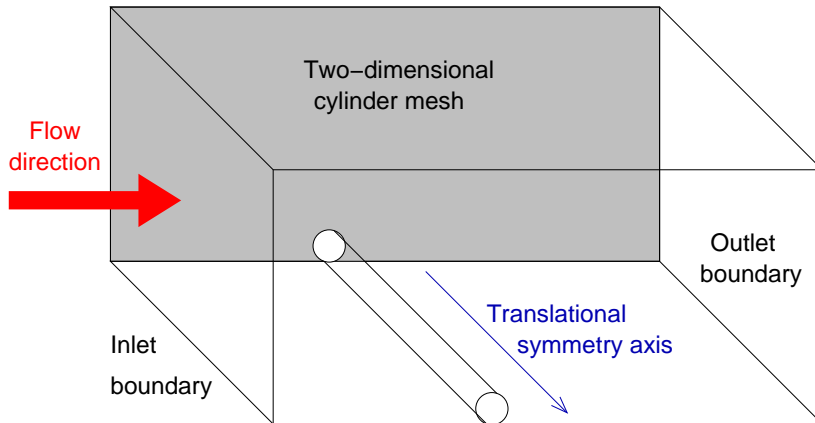 Two−dimensional
cylinder mesh
Flow
direction
Outlet
boundary
Translational
symmetry axis
Inlet
boundary